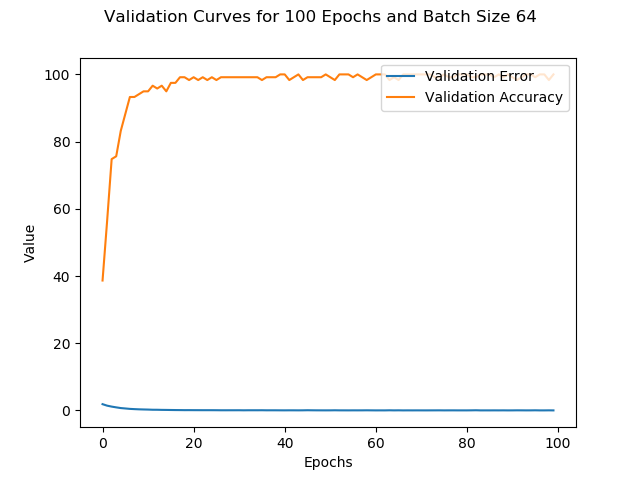 Validation Curves for 100 Epochs and Batch Size 64
100
80
60
40
20
0
Value
Validation Error
Validation Accuracy
0 20 40 60 80 100
Epochs